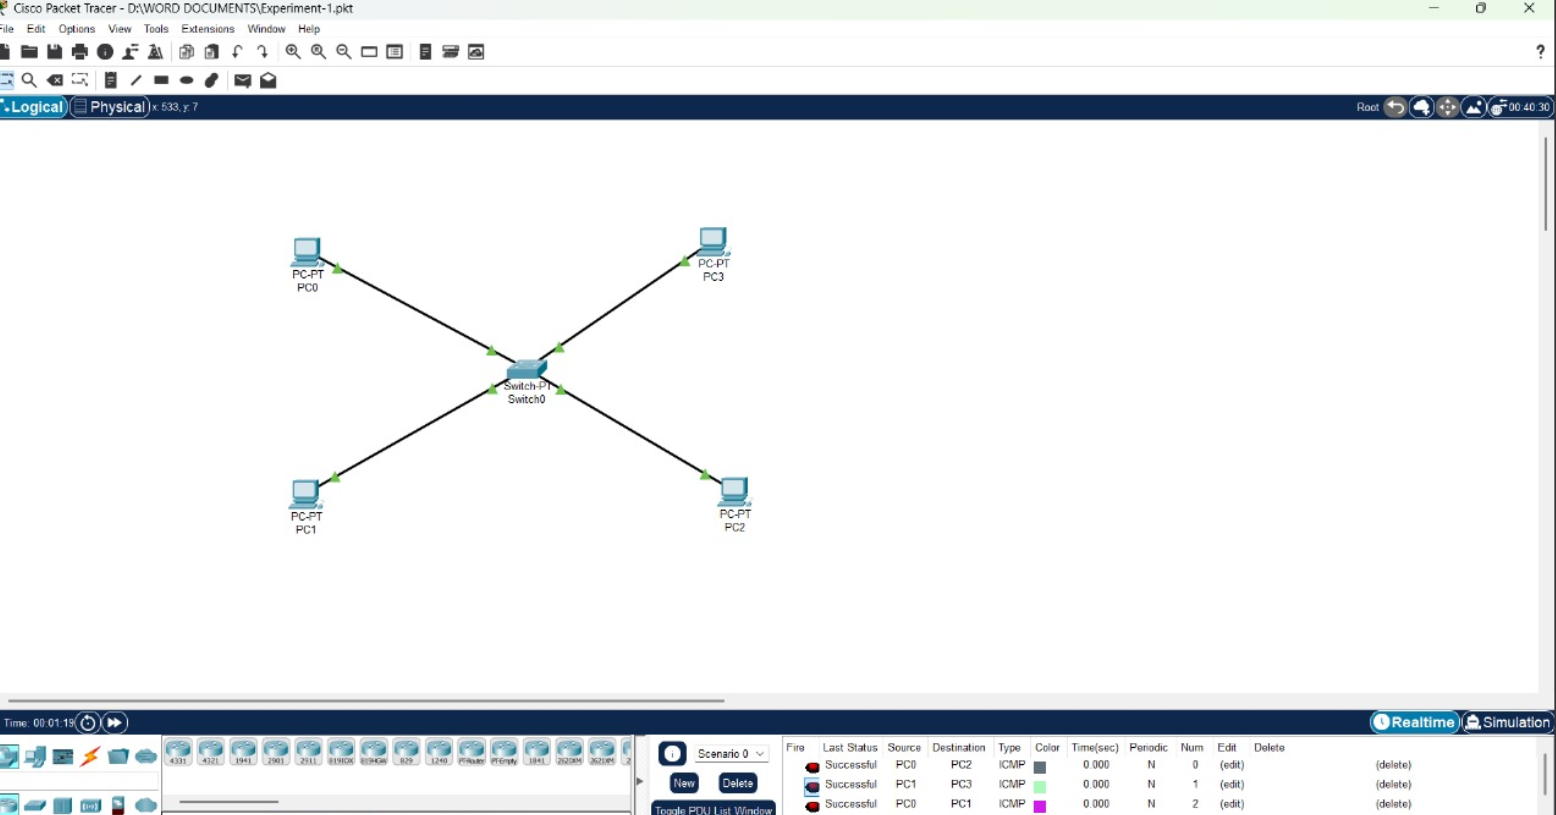 Cisco Packet Tracer - D:\WORD DOCUMENTS\Experiment-1.pkt
File Edit Options View Tools Extensions Window Help
?
Logical Physical x: 533, y: 7 Root 00:40:30
PC-PT
PC0
PC-PT
PC3
Switch-PT
Switch0
PC-PT
PC1
PC-PT
PC2
Time: 00:01:19 Realtime Simulation
4331 4321 1941 2901 2911 819IOX 819HGW 829 1240 PT-Router PT-Empty 1841 2620XM 2621XM
Scenario 0
New Delete
Toggle PDU List Window
Fire Last Status Source Destination Type Color Time(sec) Periodic Num Edit Delete
Successful PC0 PC2 ICMP 0.000 N 0 (edit) (delete)
Successful PC1 PC3 ICMP 0.000 N 1 (edit) (delete)
Successful PC0 PC1 ICMP 0.000 N 2 (edit) (delete)